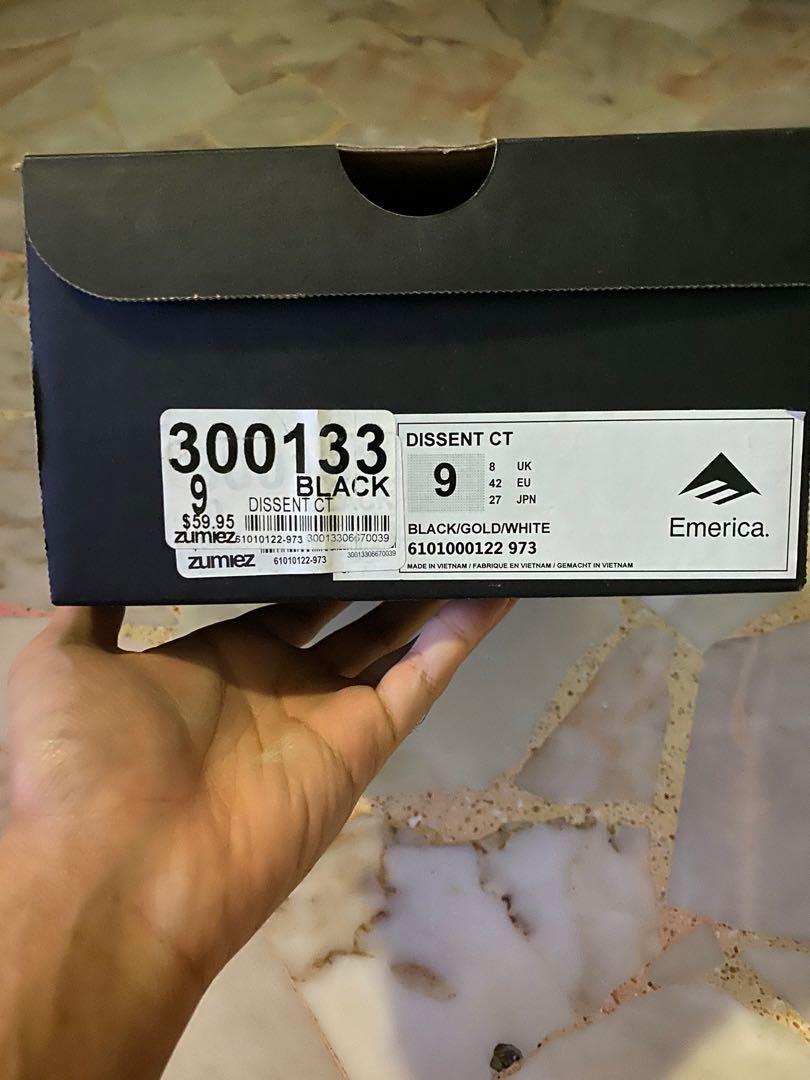 300133
9 BLACK
DISSENT CT
$59.95
zumiez 61010122-973 30013306670039
zumiez 61010122-973 30013306670039
DISSENT CT
9
8 UK
42 EU
27 JPN
BLACK/GOLD/WHITE
6101000122 973
MADE IN VIETNAM / FABRIQUE EN VIETNAM / GEMACHT IN VIETNAM
Emerica.